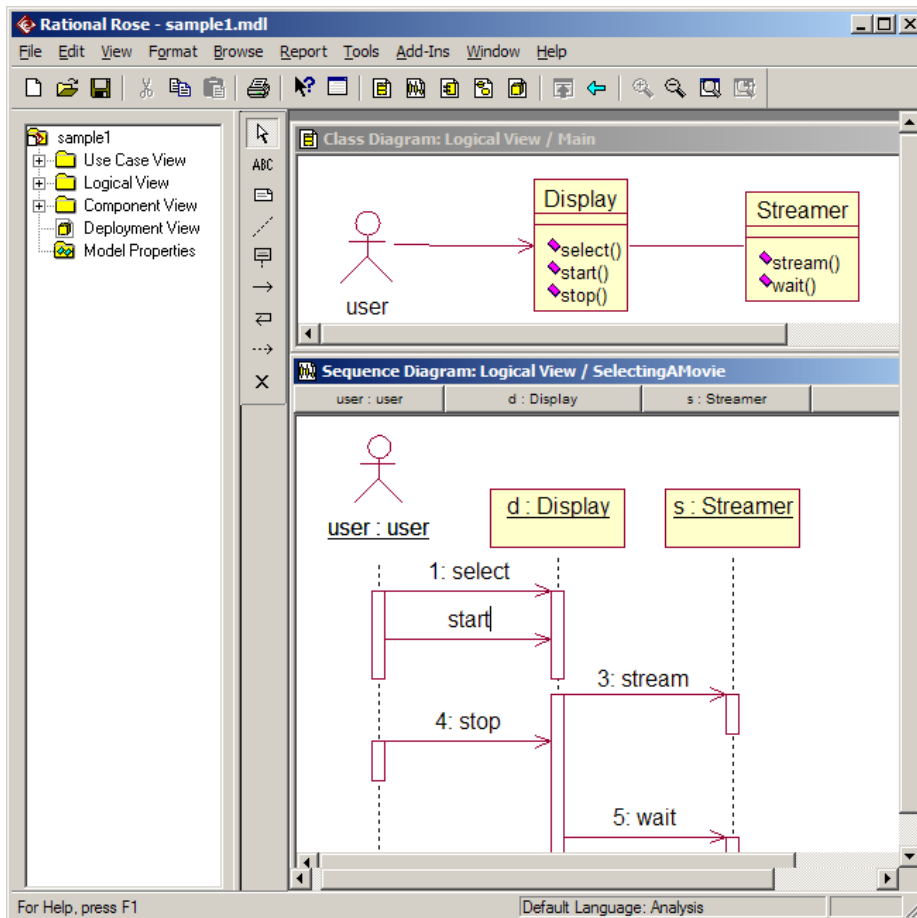 Rational Rose - sample1.mdl
File Edit View Format Browse Report Tools Add-Ins Window Help
sample1
Use Case View
Logical View
Component View
Deployment View
Model Properties
ABC
Class Diagram: Logical View / Main
user
Display
select()
start()
stop()
Streamer
stream()
wait()
Sequence Diagram: Logical View / SelectingAMovie
user : user d : Display s : Streamer
user : user
d : Display
s : Streamer
1: select
start
3: stream
4: stop
5: wait
For Help, press F1
Default Language: Analysis